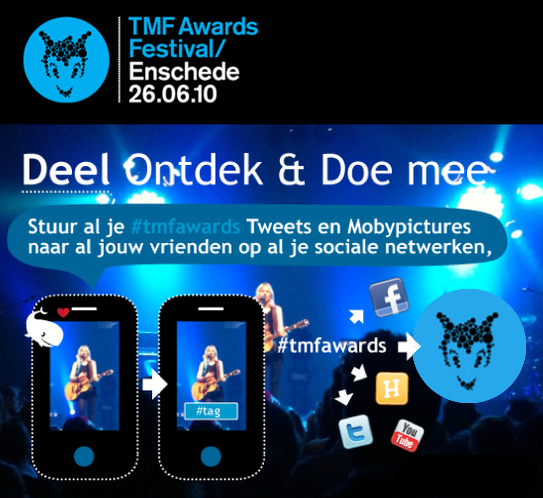 TMF Awards
Festival/
Enschede
26.06.10
Deel Ontdek & Doe mee
Stuur al je #tmfawards Tweets en Mobypictures
naar al jouw vrienden op al je sociale netwerken,
f
#tmfawards
H
#tag
t
You
Tube